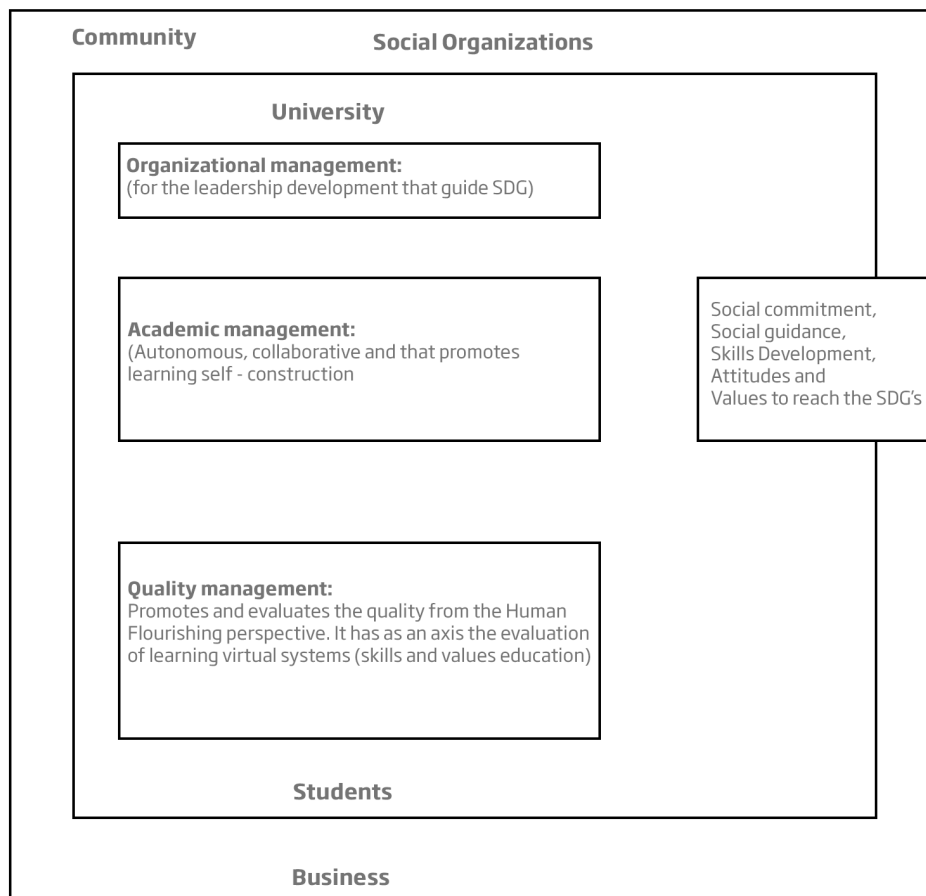 Community
Social Organizations
University
Organizational management:
(for the leadership development that guide SDG)
Academic management:
(Autonomous, collaborative and that promotes
learning self - construction
Social commitment,
Social guidance,
Skills Development,
Attitudes and
Values to reach the SDG's
Quality management:
Promotes and evaluates the quality from the Human
Flourishing perspective. It has as an axis the evaluation
of learning virtual systems (skills and values education)
Students
Business